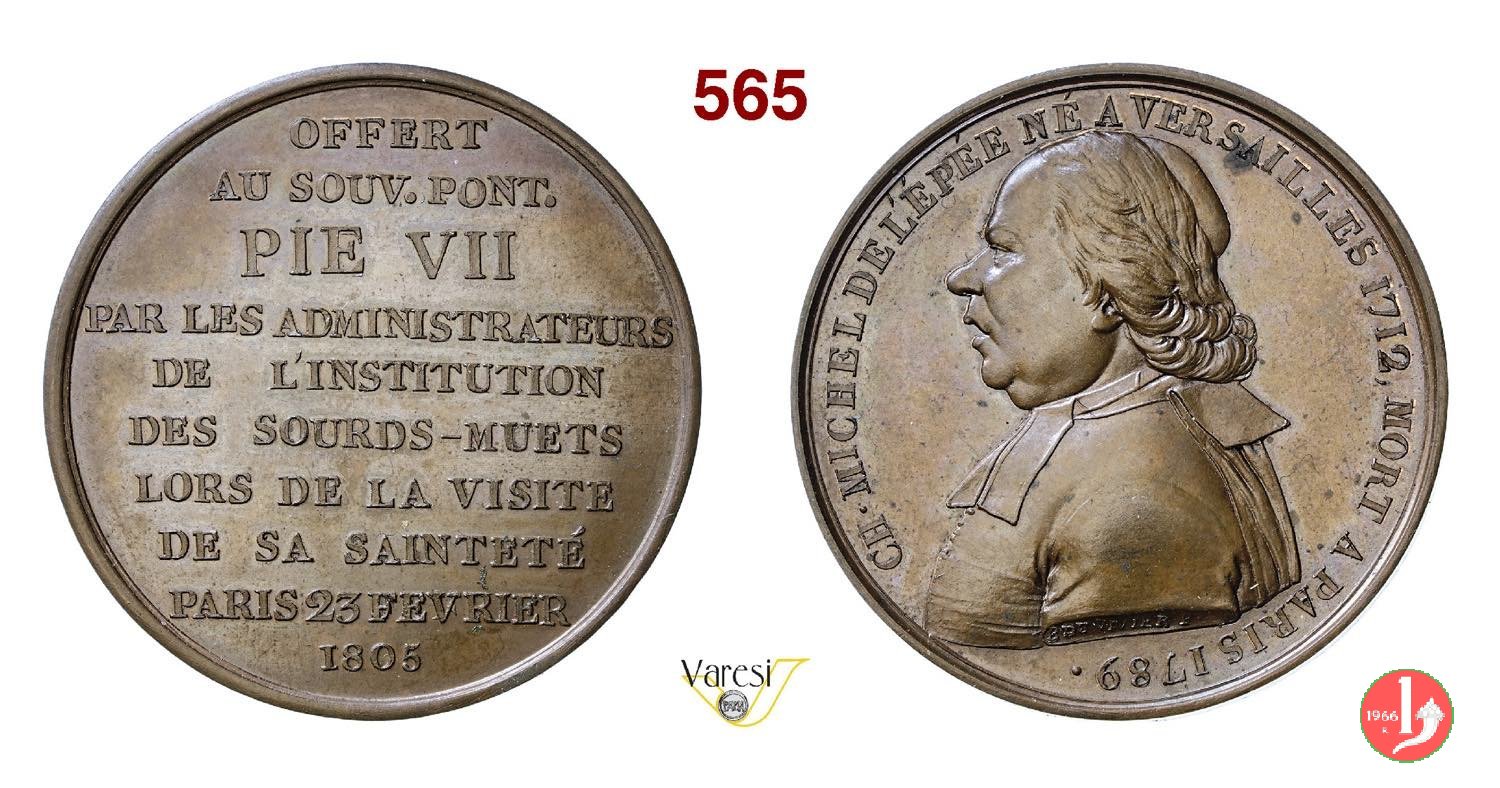 565
OFFERT
AU SOUV. PONT.
PIE VII
PAR LES ADMINISTRATEURS
DE L'INSTITUTION
DES SOURDS-MUETS
LORS DE LA VISITE
DE SA SAINTETÉ
PARIS 23 FEVRIER
1805
CH. MICHEL DE L'ÉPÉE NÉ A VERSAILLES 1712, MORT A PARIS 1789.
Varesi
1966
R